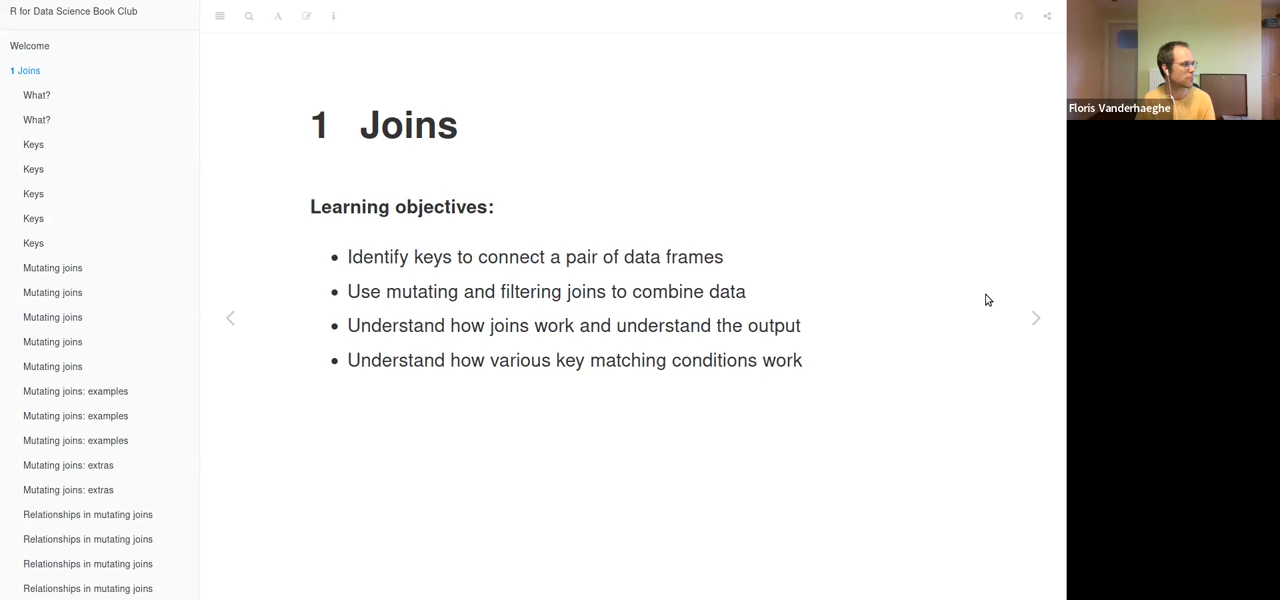 R for Data Science Book Club
Welcome
1 Joins
What?
What?
Keys
Keys
Keys
Keys
Keys
Mutating joins
Mutating joins
Mutating joins
Mutating joins
Mutating joins
Mutating joins: examples
Mutating joins: examples
Mutating joins: examples
Mutating joins: extras
Mutating joins: extras
Relationships in mutating joins
Relationships in mutating joins
Relationships in mutating joins
Relationships in mutating joins
A
i
1 Joins
Learning objectives:
• Identify keys to connect a pair of data frames
• Use mutating and filtering joins to combine data
• Understand how joins work and understand the output
• Understand how various key matching conditions work
Floris Vanderhaeghe